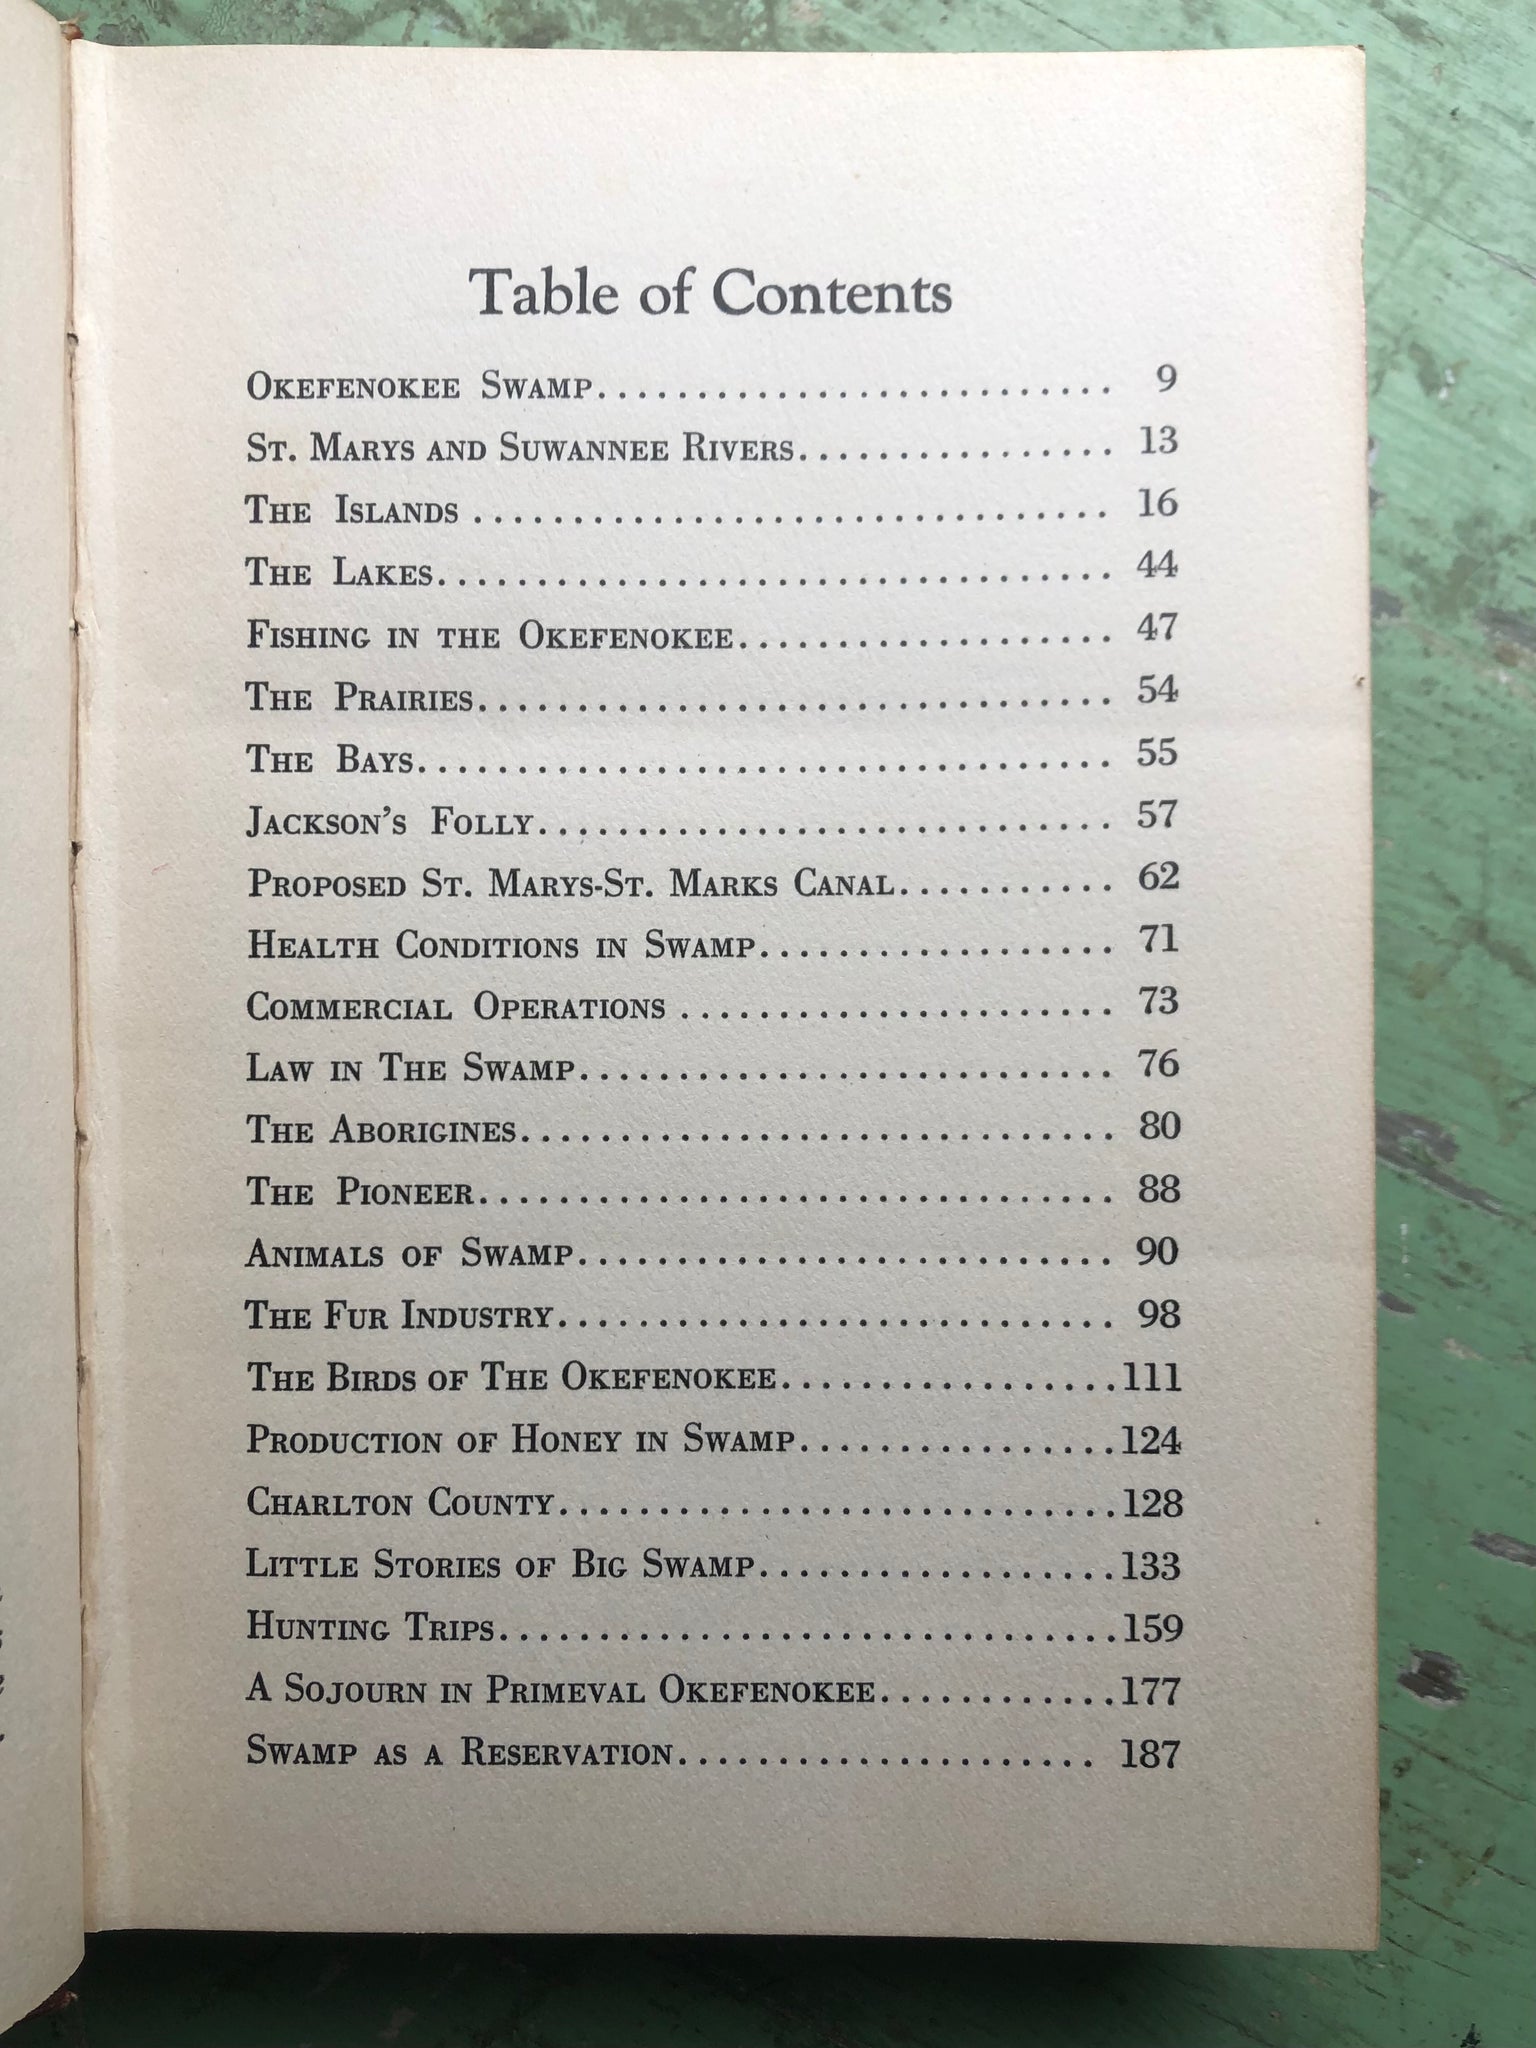 Table of Contents
Okefenokee Swamp.......................... 9
St. Marys and Suwannee Rivers................ 13
The Islands ................................ 16
The Lakes.................................. 44
Fishing in the Okefenokee................... 47
The Prairies................................ 54
The Bays................................... 55
Jackson's Folly............................. 57
Proposed St. Marys-St. Marks Canal........... 62
Health Conditions in Swamp.................. 71
Commercial Operations ...................... 73
Law in The Swamp........................... 76
The Aborigines.............................. 80
The Pioneer................................ 88
Animals of Swamp........................... 90
The Fur Industry............................ 98
The Birds of The Okefenokee.................111
Production of Honey in Swamp................124
Charlton County............................128
Little Stories of Big Swamp..................133
Hunting Trips...............................159
A Sojourn in Primeval Okefenokee............177
Swamp as a Reservation..................... 187